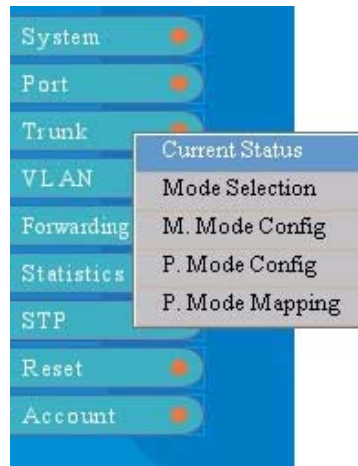 System
Port
Trunk
VLAN
Forwarding
Statistics
STP
Reset
Account
Current Status
Mode Selection
M. Mode Config
P. Mode Config
P. Mode Mapping